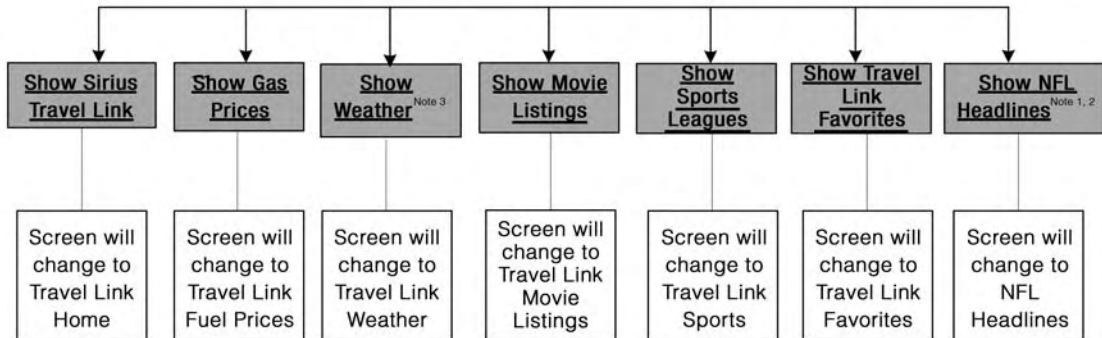 Show Sirius
Travel Link
Show Gas
Prices
Show
Weather Note 3
Show Movie
Listings
Show
Sports
Leagues
Show Travel
Link
Favorites
Show NFL
Headlines Note 1, 2
Screen will
change to
Travel Link
Home
Screen will
change to
Travel Link
Fuel Prices
Screen will
change to
Travel Link
Weather
Screen will
change to
Travel Link
Movie
Listings
Screen will
change to
Travel Link
Sports
Screen will
change to
Travel Link
Favorites
Screen will
change to
NFL
Headlines